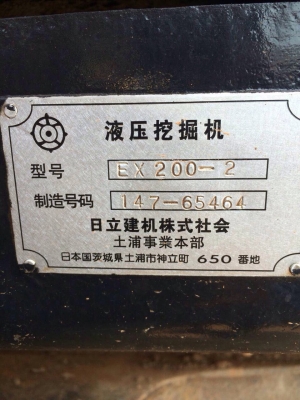 液压挖掘机
型号 EX200-2
制造号码 147-65464
日立建机株式社会
土浦事業本部
日本国茨城県土浦市神立町 650 番地